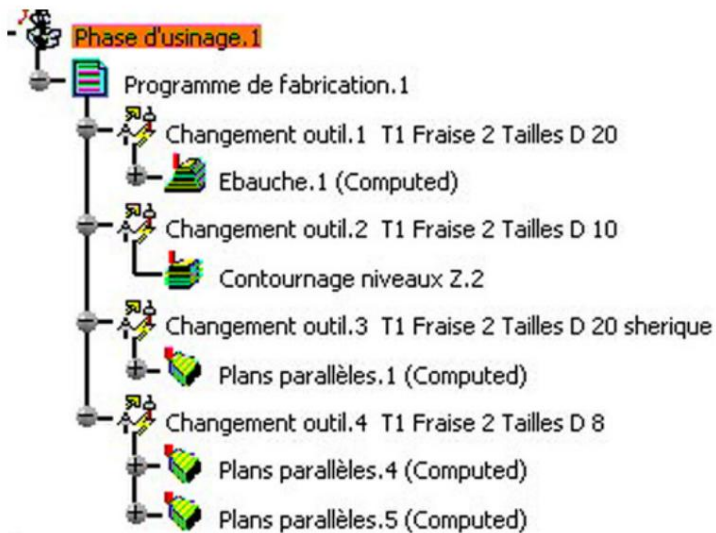 Phase d'usinage.1
Programme de fabrication.1
Changement outil.1 T1 Fraise 2 Tailles D 20
Ebauche.1 (Computed)
Changement outil.2 T1 Fraise 2 Tailles D 10
Contournage niveaux Z.2
Changement outil.3 T1 Fraise 2 Tailles D 20 sherique
Plans parallèles.1 (Computed)
Changement outil.4 T1 Fraise 2 Tailles D 8
Plans parallèles.4 (Computed)
Plans parallèles.5 (Computed)